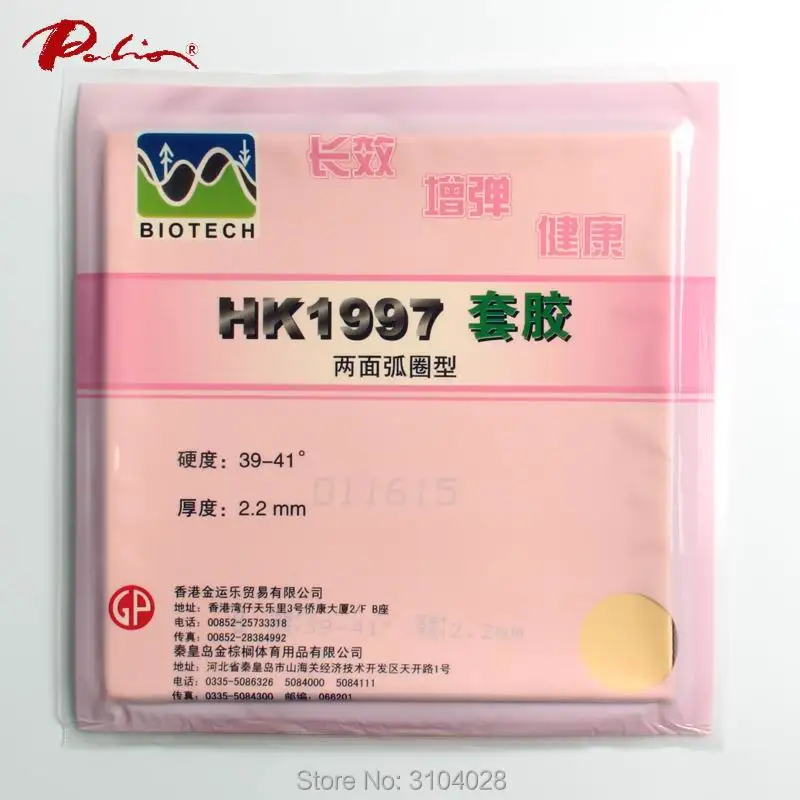 Palio®
长效
增弹
健康
BIOTECH
HK1997 套胶
两面弧圈型
硬度：39-41°
011615
厚度：2.2 mm
GP
香港金运乐贸易有限公司
地址：香港湾仔天乐里3号侨康大厦2/F B座
电话：00852-25733318
传真：00852-28384992
39-41° 2.2mm
秦皇岛金棕榈体育用品有限公司
地址：河北省秦皇岛市山海关经济技术开发区天开路1号
电话：0335-5086326 5084000 5084111
传真：0335-5084300 邮编：066201
Store No: 3104028